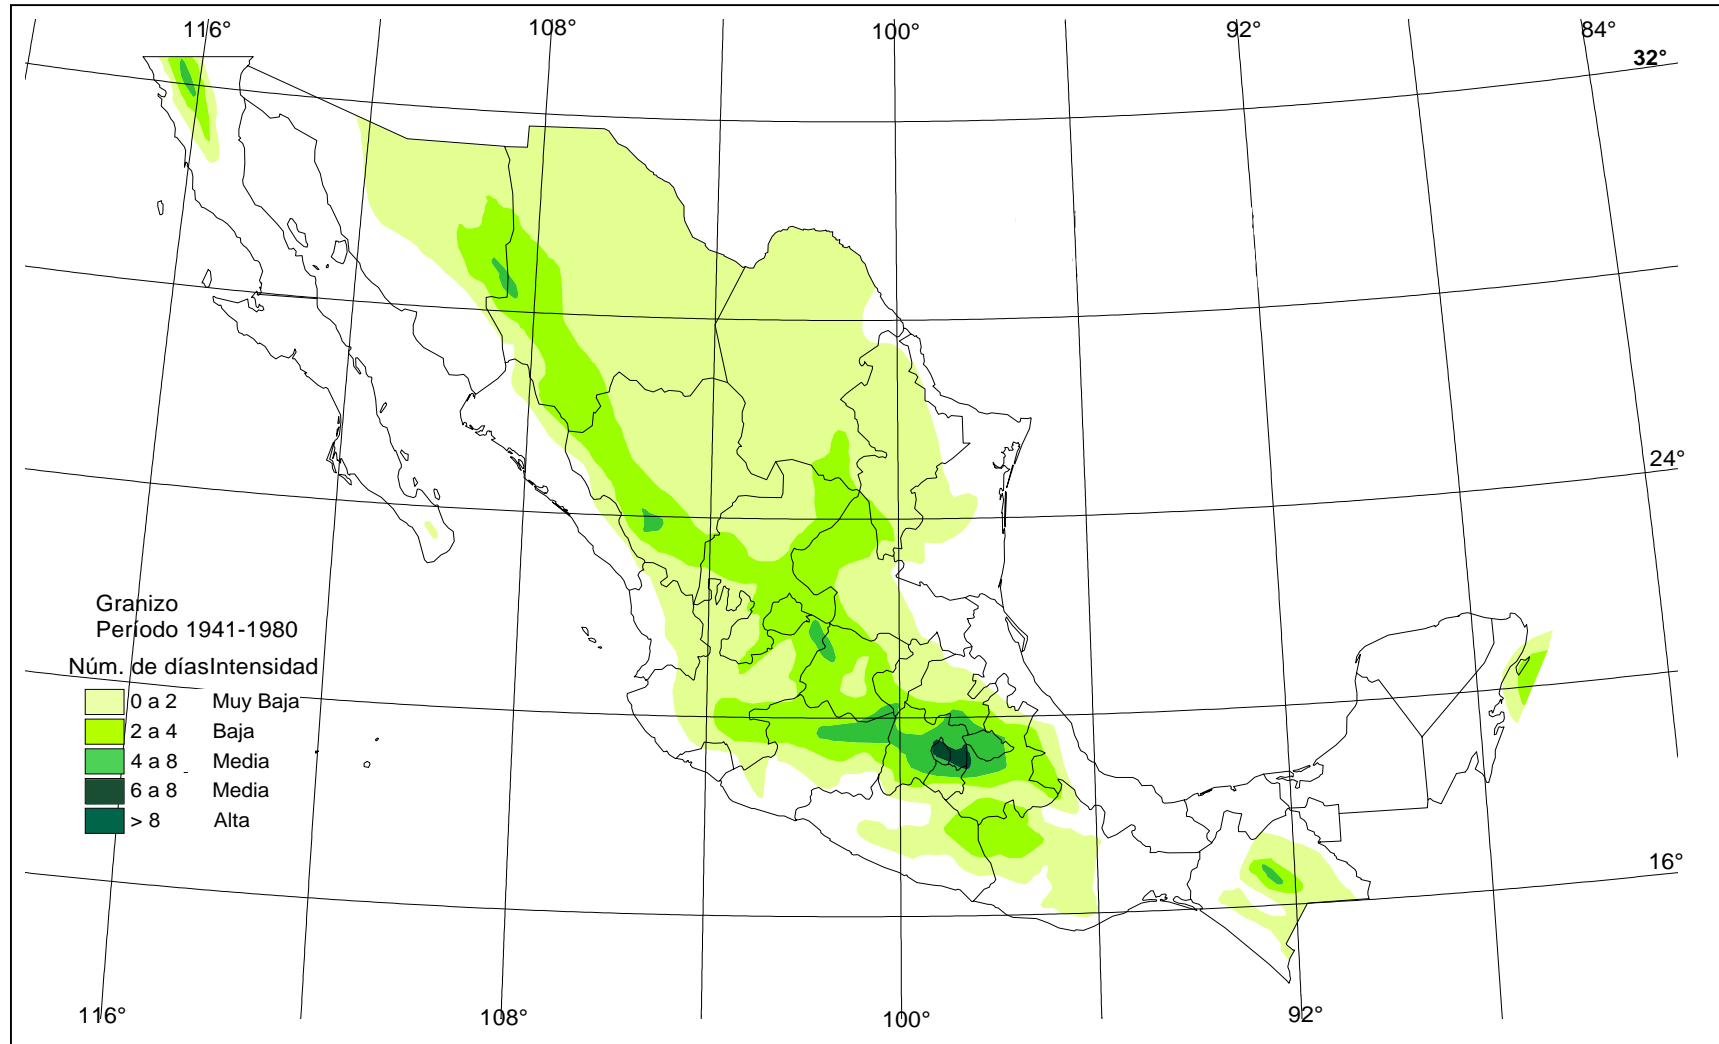 116° 108° 100° 92° 84°
32°
24°
Granizo
Período 1941-1980
Núm. de díasIntensidad
0 a 2 Muy Baja
2 a 4 Baja
4 a 8 Media
6 a 8 Media
> 8 Alta
16°
116° 108° 100° 92°